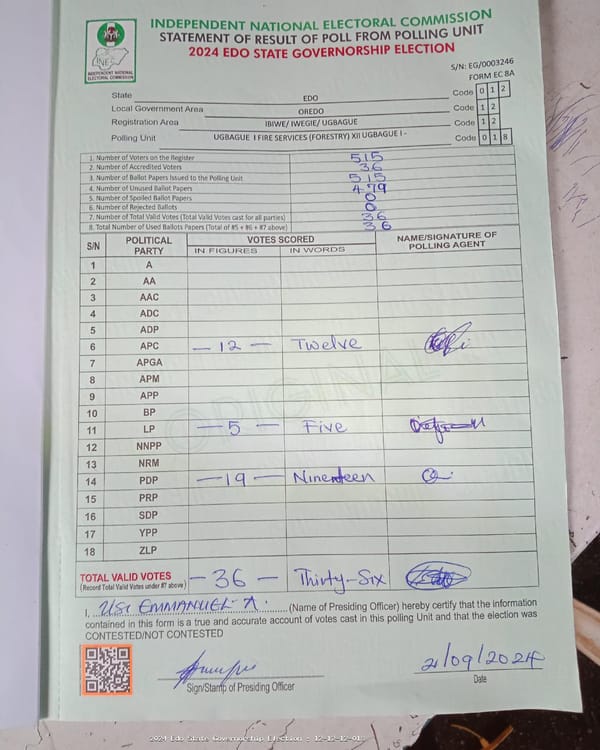 INDEPENDENT NATIONAL ELECTORAL COMMISSION
STATEMENT OF RESULT OF POLL FROM POLLING UNIT
2024 EDO STATE GOVERNORSHIP ELECTION
INEC
INDEPENDENT NATIONAL
ELECTORAL COMMISSION
S/N: EG/0003246
FORM EC 8A
State EDO Code 0 1 2
Local Government Area OREDO Code 1 2
Registration Area IBIWE/ IWEGIE/ UGBAGUE Code 1 2
Polling Unit UGBAGUE I FIRE SERVICES (FORESTRY) XII UGBAGUE I - Code 0 1 8
1. Number of Voters on the Register 515
2. Number of Accredited Voters 36
3. Number of Ballot Papers Issued to the Polling Unit 515
4. Number of Unused Ballot Papers 479
5. Number of Spoiled Ballot Papers 0
6. Number of Rejected Ballots 0
7. Number of Total Valid Votes (Total Valid Votes cast for all parties) 36
8. Total Number of Used Ballots Papers (Total of #5 + #6 + #7 above) 36
S/N POLITICAL PARTY VOTES SCORED NAME/SIGNATURE OF POLLING AGENT
IN FIGURES IN WORDS
1 A
2 AA
3 AAC
4 ADC
5 ADP
6 APC - 12 - Twelve
7 APGA
8 APM
9 APP
10 BP
11 LP - 5 - Five
12 NNPP
13 NRM
14 PDP - 19 - Nineteen
15 PRP
16 SDP
17 YPP
18 ZLP
ORIGINAL
TOTAL VALID VOTES - 36 - Thirty-Six
(Record Total Valid Votes under #7 above)
I, USI EMMANUEL A. (Name of Presiding Officer) hereby certify that the information
contained in this form is a true and accurate account of votes cast in this polling Unit and that the election was
CONTESTED/NOT CONTESTED
21/09/2024
Sign/Stamp of Presiding Officer Date
2024 Edo State Governorship Election - 12-12-12-018